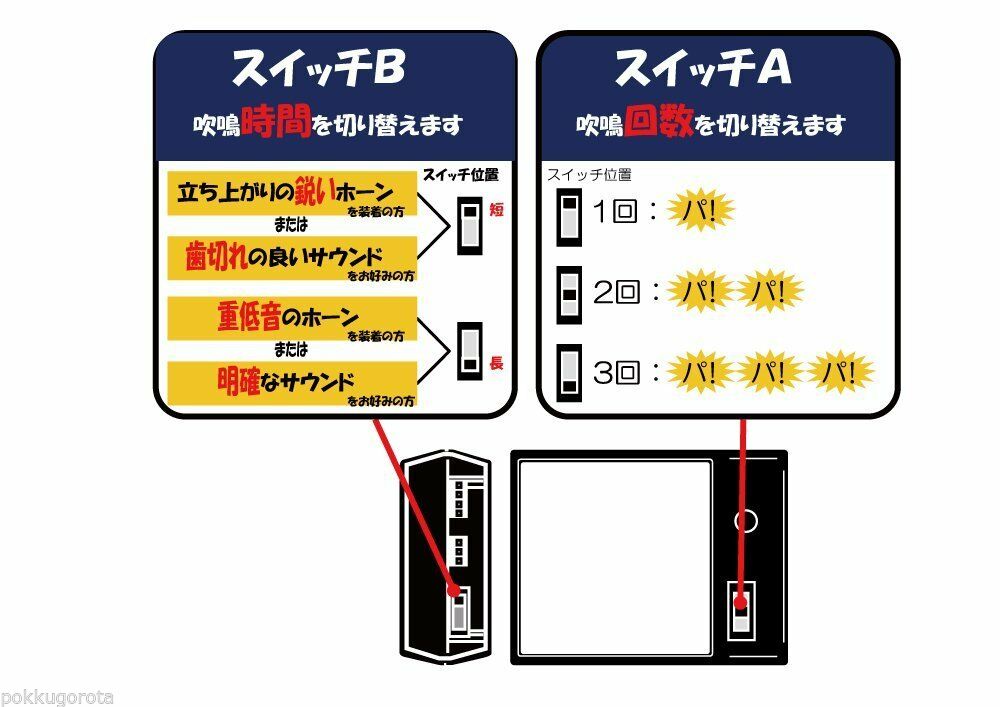 スイッチB
吹鳴時間を切り替えます
スイッチ位置
立ち上がりの鋭いホーン
を装着の方
または
歯切れの良いサウンド
をお好みの方
短
重低音のホーン
を装着の方
または
明確なサウンド
をお好みの方
長
スイッチA
吹鳴回数を切り替えます
スイッチ位置
1回：パ!
2回：パ! パ!
3回：パ! パ! パ!
pokkugorota